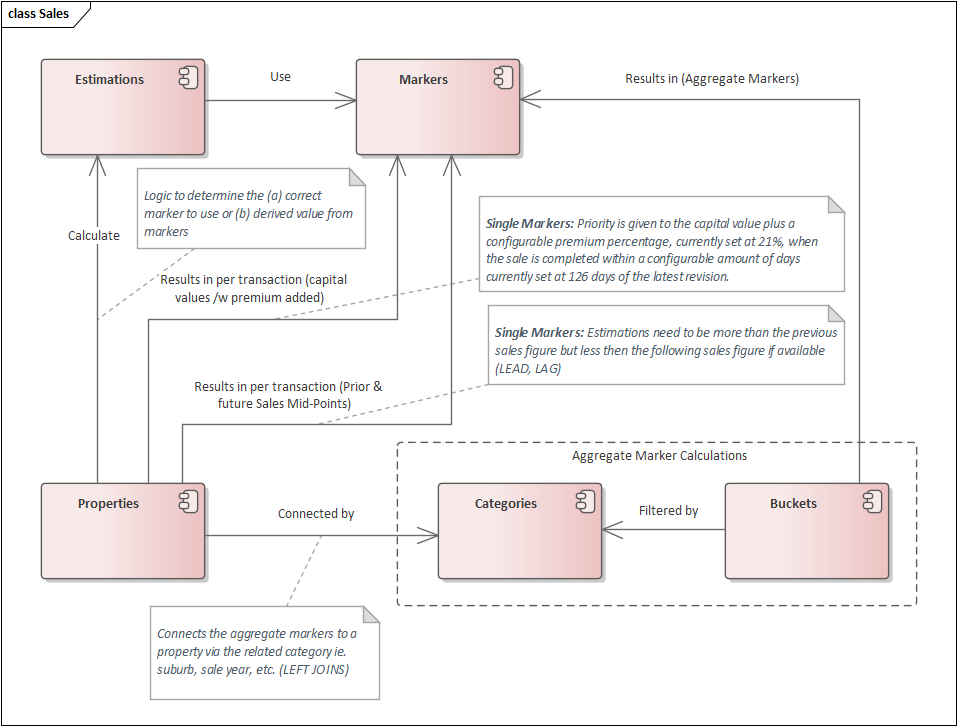 class Sales
Estimations
Use
Markers
Results in (Aggregate Markers)
Logic to determine the (a) correct
marker to use or (b) derived value from
markers
Calculate
Single Markers: Priority is given to the capital value plus a
configurable premium percentage, currently set at 21%, when
the sale is completed within a configurable amount of days
currently set at 126 days of the latest revision.
Results in per transaction (capital
values /w premium added)
Single Markers: Estimations need to be more than the previous
sales figure but less then the following sales figure if available
(LEAD, LAG)
Results in per transaction (Prior &
future Sales Mid-Points)
Aggregate Marker Calculations
Properties
Connected by
Categories
Filtered by
Buckets
Connects the aggregate markers to a
property via the related category ie.
suburb, sale year, etc. (LEFT JOINS)